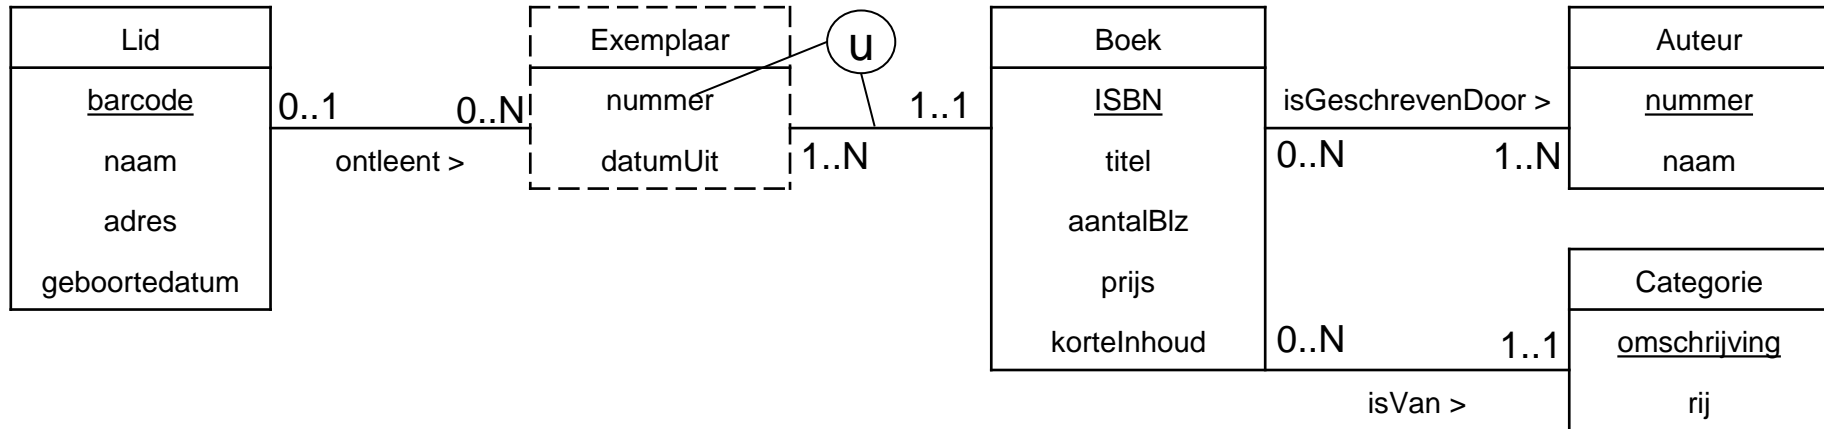 Lid
barcode
naam
adres
geboortedatum
0..1
0..N
ontleent >
Exemplaar
nummer
datumUit
u
1..N
1..1
Boek
ISBN
titel
aantalBlz
prijs
korteInhoud
isGeschrevenDoor >
0..N
1..N
Auteur
nummer
naam
0..N
1..1
isVan >
Categorie
omschrijving
rij